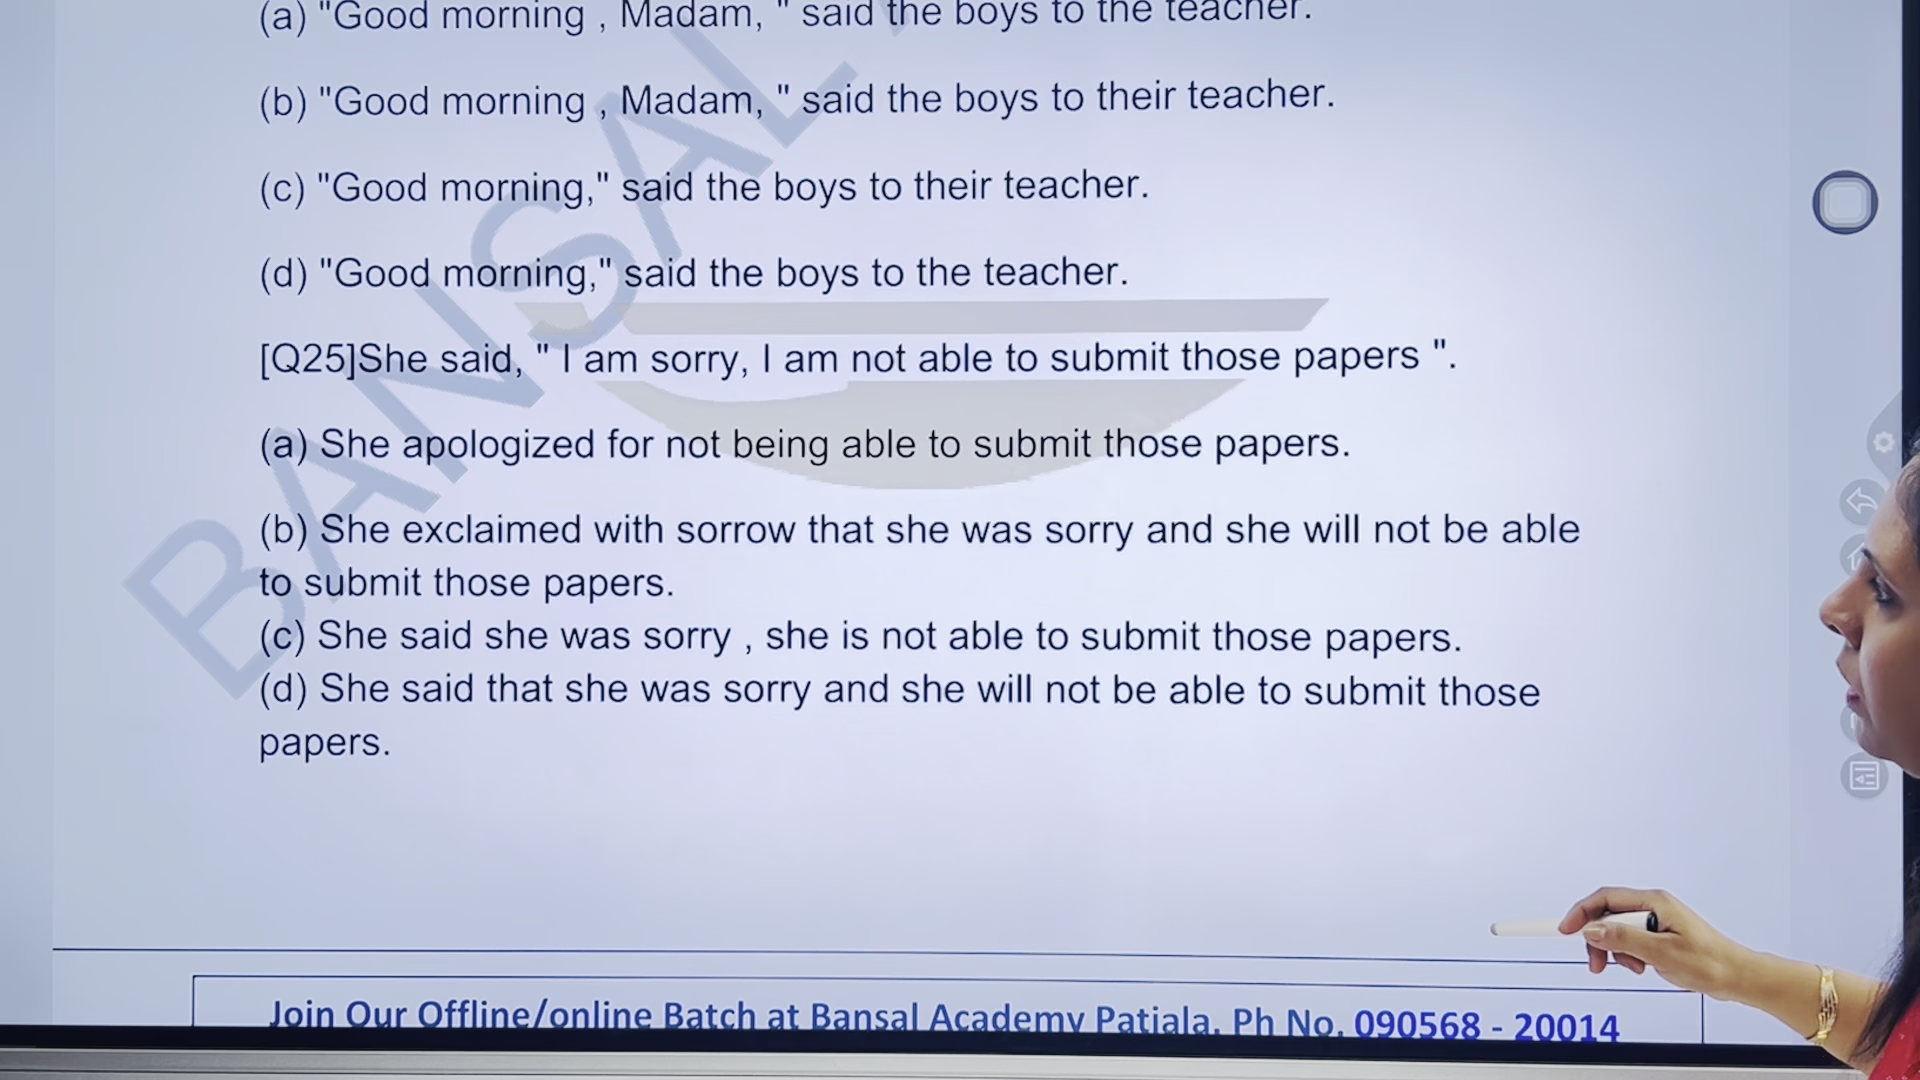 (a) "Good morning , Madam, " said the boys to the teacher.
(b) "Good morning , Madam, " said the boys to their teacher.
(c) "Good morning," said the boys to their teacher.
(d) "Good morning," said the boys to the teacher.
[Q25]She said, " I am sorry, I am not able to submit those papers ".
(a) She apologized for not being able to submit those papers.
(b) She exclaimed with sorrow that she was sorry and she will not be able
to submit those papers.
(c) She said she was sorry , she is not able to submit those papers.
(d) She said that she was sorry and she will not be able to submit those
papers.
BANSAL
Join Our Offline/online Batch at Bansal Academy Patiala. Ph No. 090568 - 20014